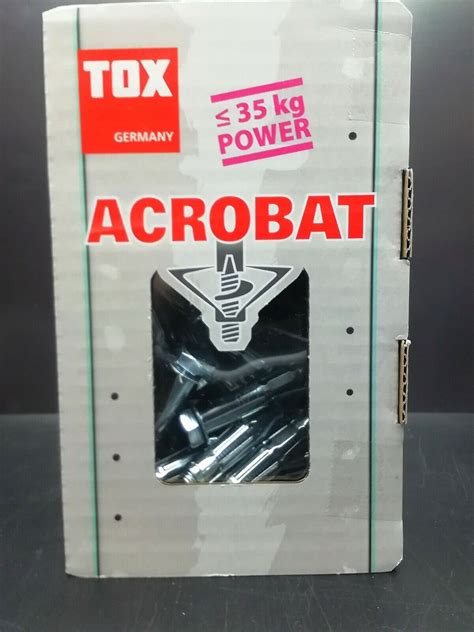 TOX
GERMANY
≤ 35 kg
POWER
ACROBAT